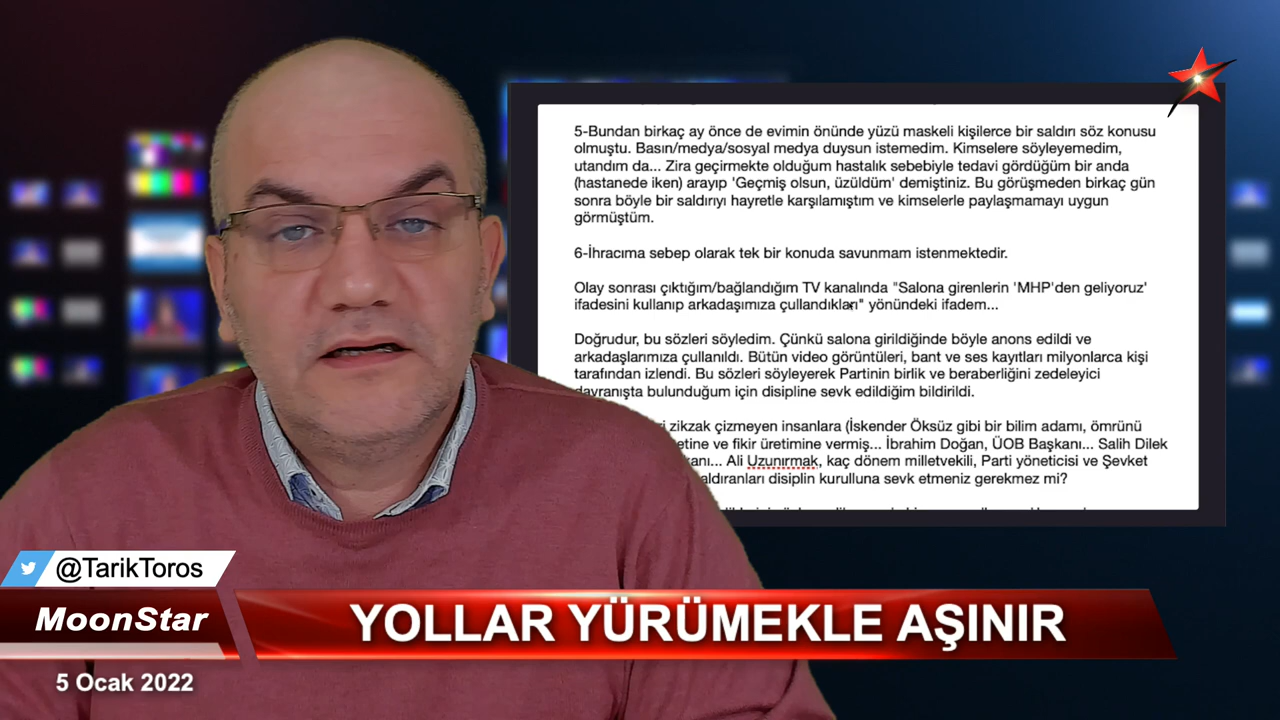 5-Bundan birkaç ay önce de evimin önünde yüzü maskeli kişilerce bir saldırı söz konusu
olmuştu. Basın/medya/sosyal medya duysun istemedim. Kimselere söyleyemedim,
utandım da... Zira geçirmekte olduğum hastalık sebebiyle tedavi gördüğüm bir anda
(hastanede iken) arayıp 'Geçmiş olsun, üzüldüm' demiştiniz. Bu görüşmeden birkaç gün
sonra böyle bir saldırıyı hayretle karşılamıştım ve kimselerle paylaşmamayı uygun
görmüştüm.
6-İhracıma sebep olarak tek bir konuda savunmam istenmektedir.
Olay sonrası çıktığım/bağlandığım TV kanalında "Salona girenlerin 'MHP'den geliyoruz'
ifadesini kullanıp arkadaşımıza çullandıkları" yönündeki ifadem...
Doğrudur, bu sözleri söyledim. Çünkü salona girildiğinde böyle anons edildi ve
arkadaşlarımıza çullanıldı. Bütün video görüntüleri, bant ve ses kayıtları milyonlarca kişi
tarafından izlendi. Bu sözleri söyleyerek Partinin birlik ve beraberliğini zedeleyici
davranışta bulunduğum için disipline sevk edildiğim bildirildi.
zikzak çizmeyen insanlara (İskender Öksüz gibi bir bilim adamı, ömrünü
etine ve fikir üretimine vermiş... İbrahim Doğan, ÜOB Başkanı... Salih Dilek
kanı... Ali Uzunırmak, kaç dönem milletvekili, Parti yöneticisi ve Şevket
aldıranları disiplin kurulluna sevk etmeniz gerekmez mi?
@TarikToros
MoonStar
YOLLAR YÜRÜMEKLE AŞINIR
5 Ocak 2022